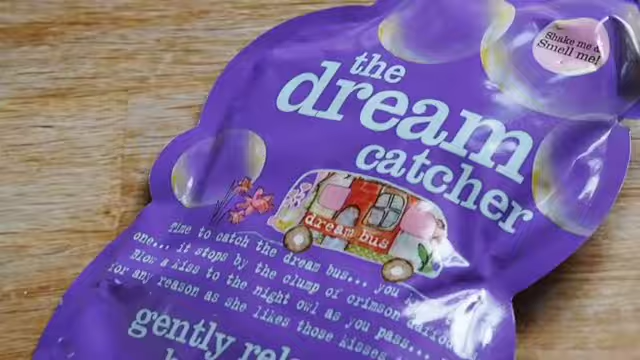 Shake me &
Smell me!
the
dream
catcher
dream bus
Time to catch the dream bus... you
one... it stops by the clump of crimson
Blow a kiss to the night owl as you pass...
for any reason as she likes those kisses
gently